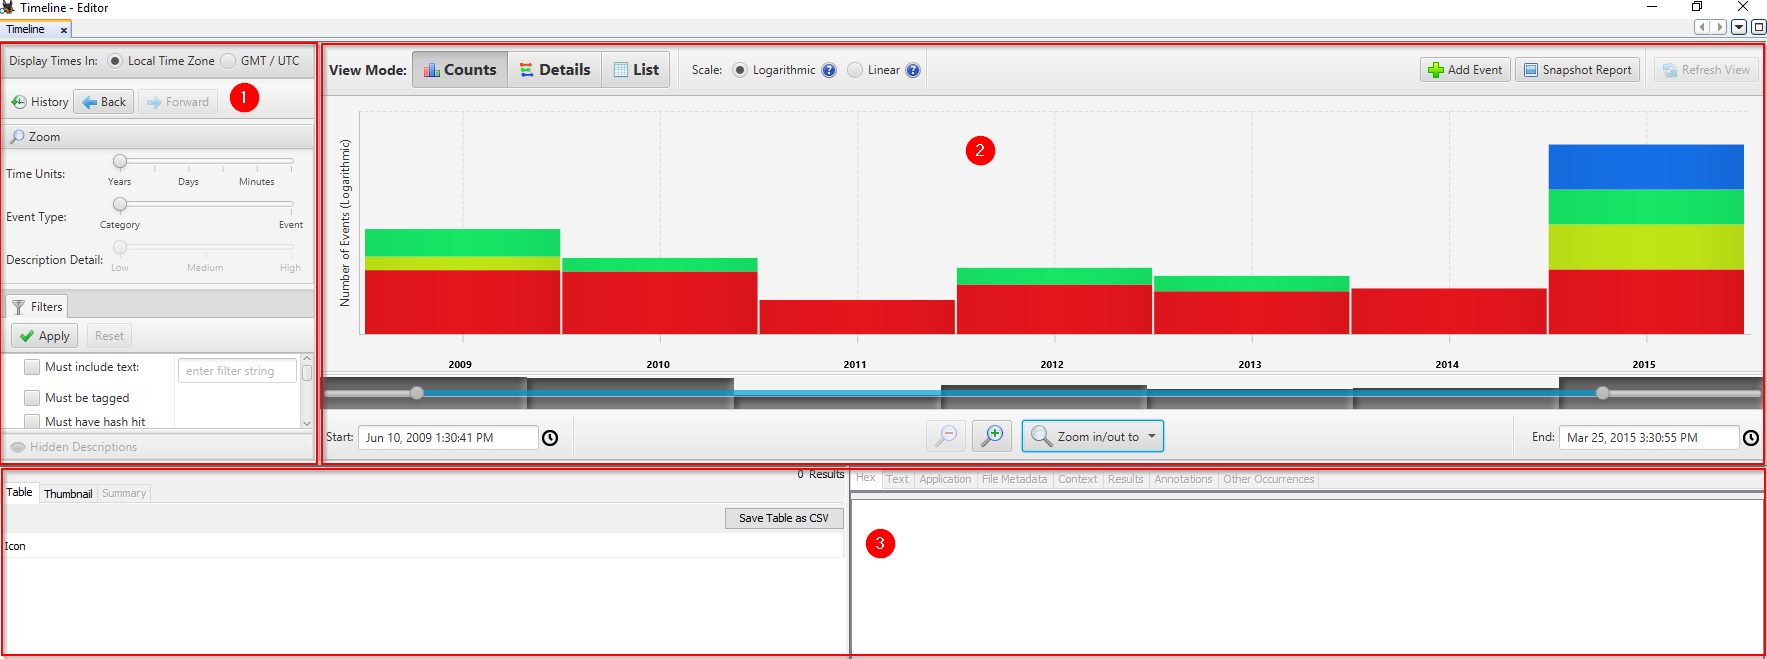 Timeline - Editor
Timeline x
Display Times In: Local Time Zone GMT / UTC
History Back Forward 1
Zoom
Time Units:
Years Days Minutes
Event Type:
Category Event
Description Detail:
Low Medium High
Filters
Apply Reset
Must include text: enter filter string
Must be tagged
Must have hash hit
Hidden Descriptions
View Mode: Counts Details List Scale: Logarithmic ? Linear ? Add Event Snapshot Report Refresh View
2
Number of Events (Logarithmic)
2009 2010 2011 2012 2013 2014 2015
Start: Jun 10, 2009 1:30:41 PM Zoom in/out to End: Mar 25, 2015 3:30:55 PM
0 Results
Table Thumbnail Summary
Save Table as CSV
Icon
Hex Text Application File Metadata Context Results Annotations Other Occurrences
3